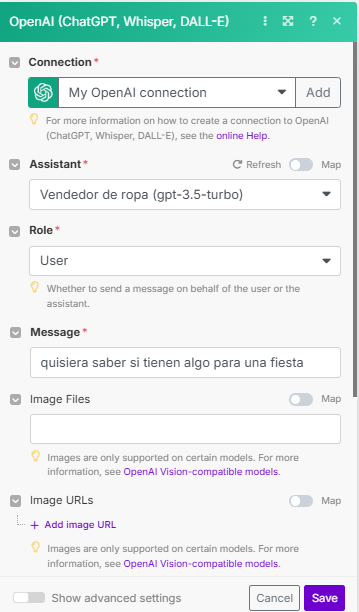 OpenAI (ChatGPT, Whisper, DALL-E)
?
Connection*
My OpenAI connection
Add
For more information on how to create a connection to OpenAI
(ChatGPT, Whisper, DALL-E), see the online Help.
Assistant*
Refresh
Map
Vendedor de ropa (gpt-3.5-turbo)
Role*
User
Whether to send a message on behalf of the user or the
assistant.
Message*
quisiera saber si tienen algo para una fiesta
Image Files
Map
Images are only supported on certain models. For more
information, see OpenAI Vision-compatible models.
Image URLs
Map
+ Add image URL
Images are only supported on certain models. For more
information, see OpenAI Vision-compatible models.
Show advanced settings
Cancel
Save